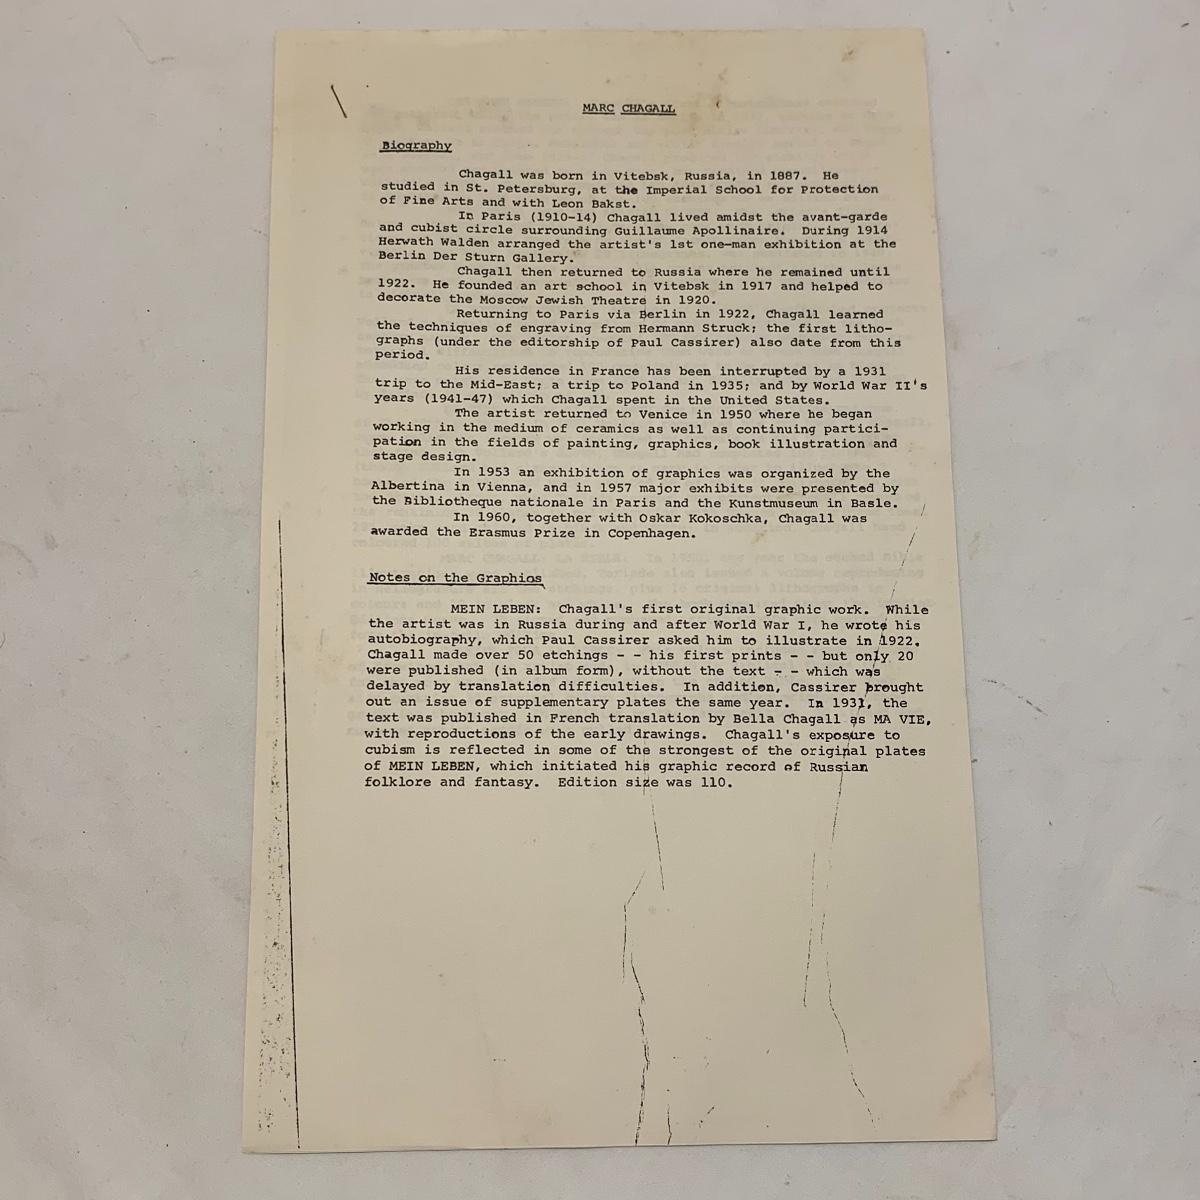 MARC CHAGALL
Biography
Chagall was born in Vitebsk, Russia, in 1887. He
studied in St. Petersburg, at the Imperial School for Protection
of Fine Arts and with Leon Bakst.
In Paris (1910-14) Chagall lived amidst the avant-garde
and cubist circle surrounding Guillaume Apollinaire. During 1914
Herwath Walden arranged the artist's 1st one-man exhibition at the
Berlin Der Sturn Gallery.
Chagall then returned to Russia where he remained until
1922. He founded an art school in Vitebsk in 1917 and helped to
decorate the Moscow Jewish Theatre in 1920.
Returning to Paris via Berlin in 1922, Chagall learned
the techniques of engraving from Hermann Struck; the first litho-
graphs (under the editorship of Paul Cassirer) also date from this
period.
His residence in France has been interrupted by a 1931
trip to the Mid-East; a trip to Poland in 1935; and by World War II's
years (1941-47) which Chagall spent in the United States.
The artist returned to Venice in 1950 where he began
working in the medium of ceramics as well as continuing partici-
pation in the fields of painting, graphics, book illustration and
stage design.
In 1953 an exhibition of graphics was organized by the
Albertina in Vienna, and in 1957 major exhibits were presented by
the Bibliotheque nationale in Paris and the Kunstmuseum in Basle.
In 1960, together with Oskar Kokoschka, Chagall was
awarded the Erasmus Prize in Copenhagen.
Notes on the Graphics
MEIN LEBEN: Chagall's first original graphic work. While
the artist was in Russia during and after World War I, he wrote his
autobiography, which Paul Cassirer asked him to illustrate in 1922.
Chagall made over 50 etchings - - his first prints - - but only 20
were published (in album form), without the text - - which was
delayed by translation difficulties. In addition, Cassirer brought
out an issue of supplementary plates the same year. In 1931, the
text was published in French translation by Bella Chagall as MA VIE,
with reproductions of the early drawings. Chagall's exposure to
cubism is reflected in some of the strongest of the original plates
of MEIN LEBEN, which initiated his graphic record of Russian
folklore and fantasy. Edition size was 110.